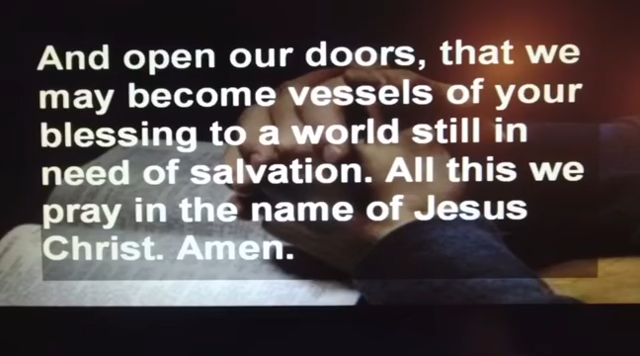 And open our doors, that we
may become vessels of your
blessing to a world still in
need of salvation. All this we
pray in the name of Jesus
Christ. Amen.